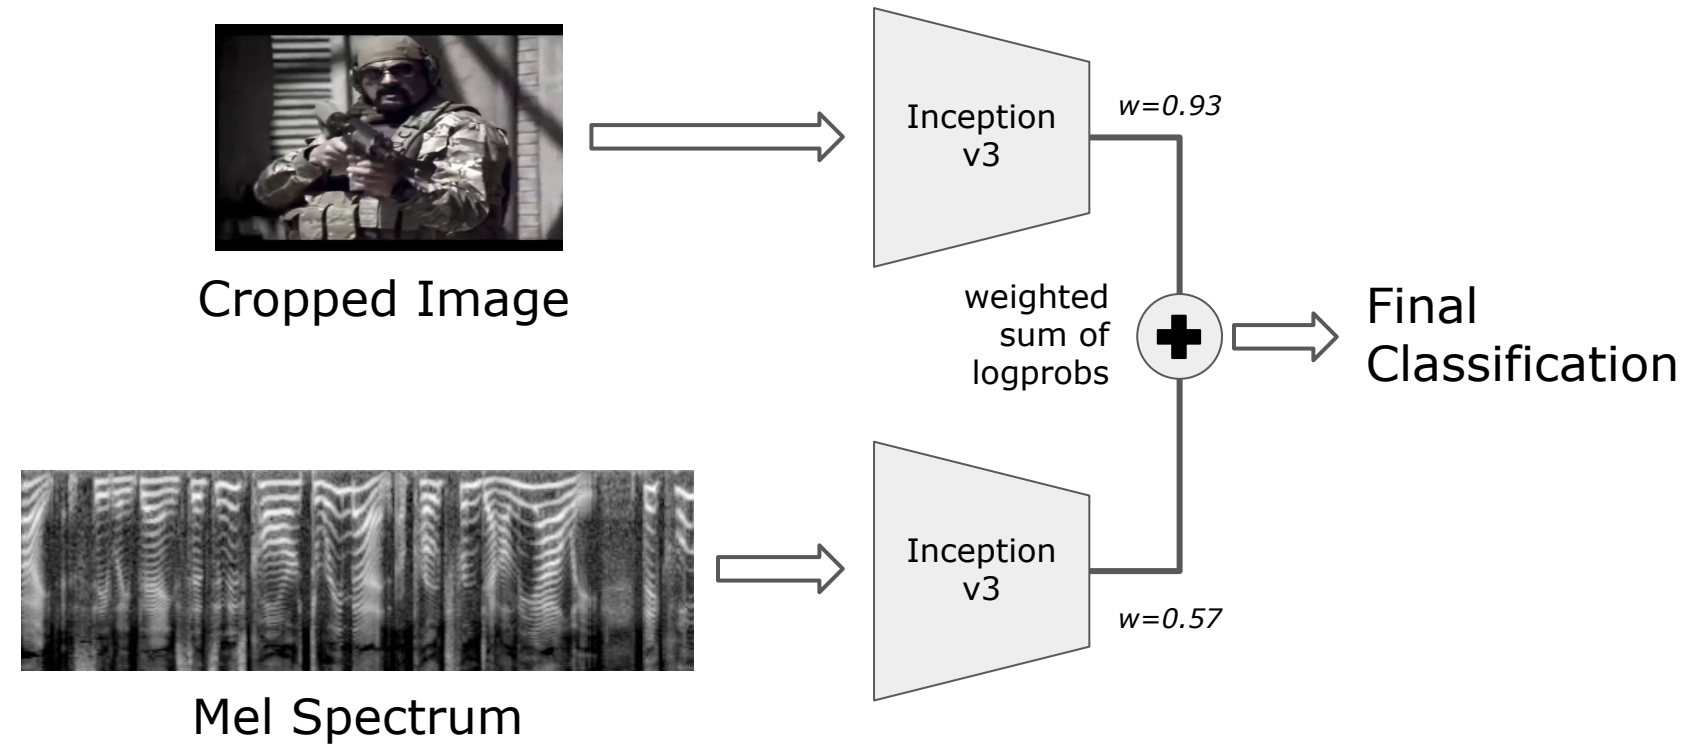 Inception
v3
w=0.93
Cropped Image
weighted
sum of
logprobs
Final
Classification
Inception
v3
w=0.57
Mel Spectrum